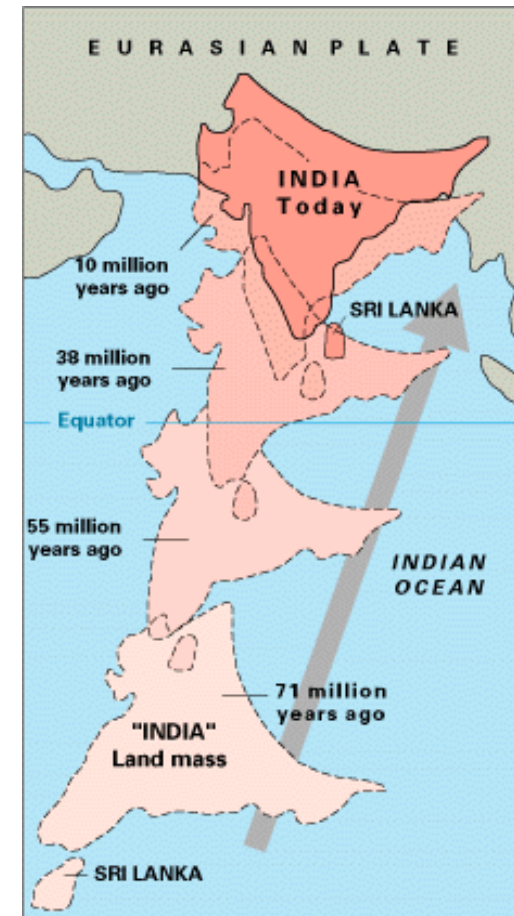 EURASIAN PLATE
INDIA
Today
10 million
years ago
SRI LANKA
38 million
years ago
Equator
55 million
years ago
INDIAN
OCEAN
71 million
years ago
"INDIA"
Land mass
SRI LANKA